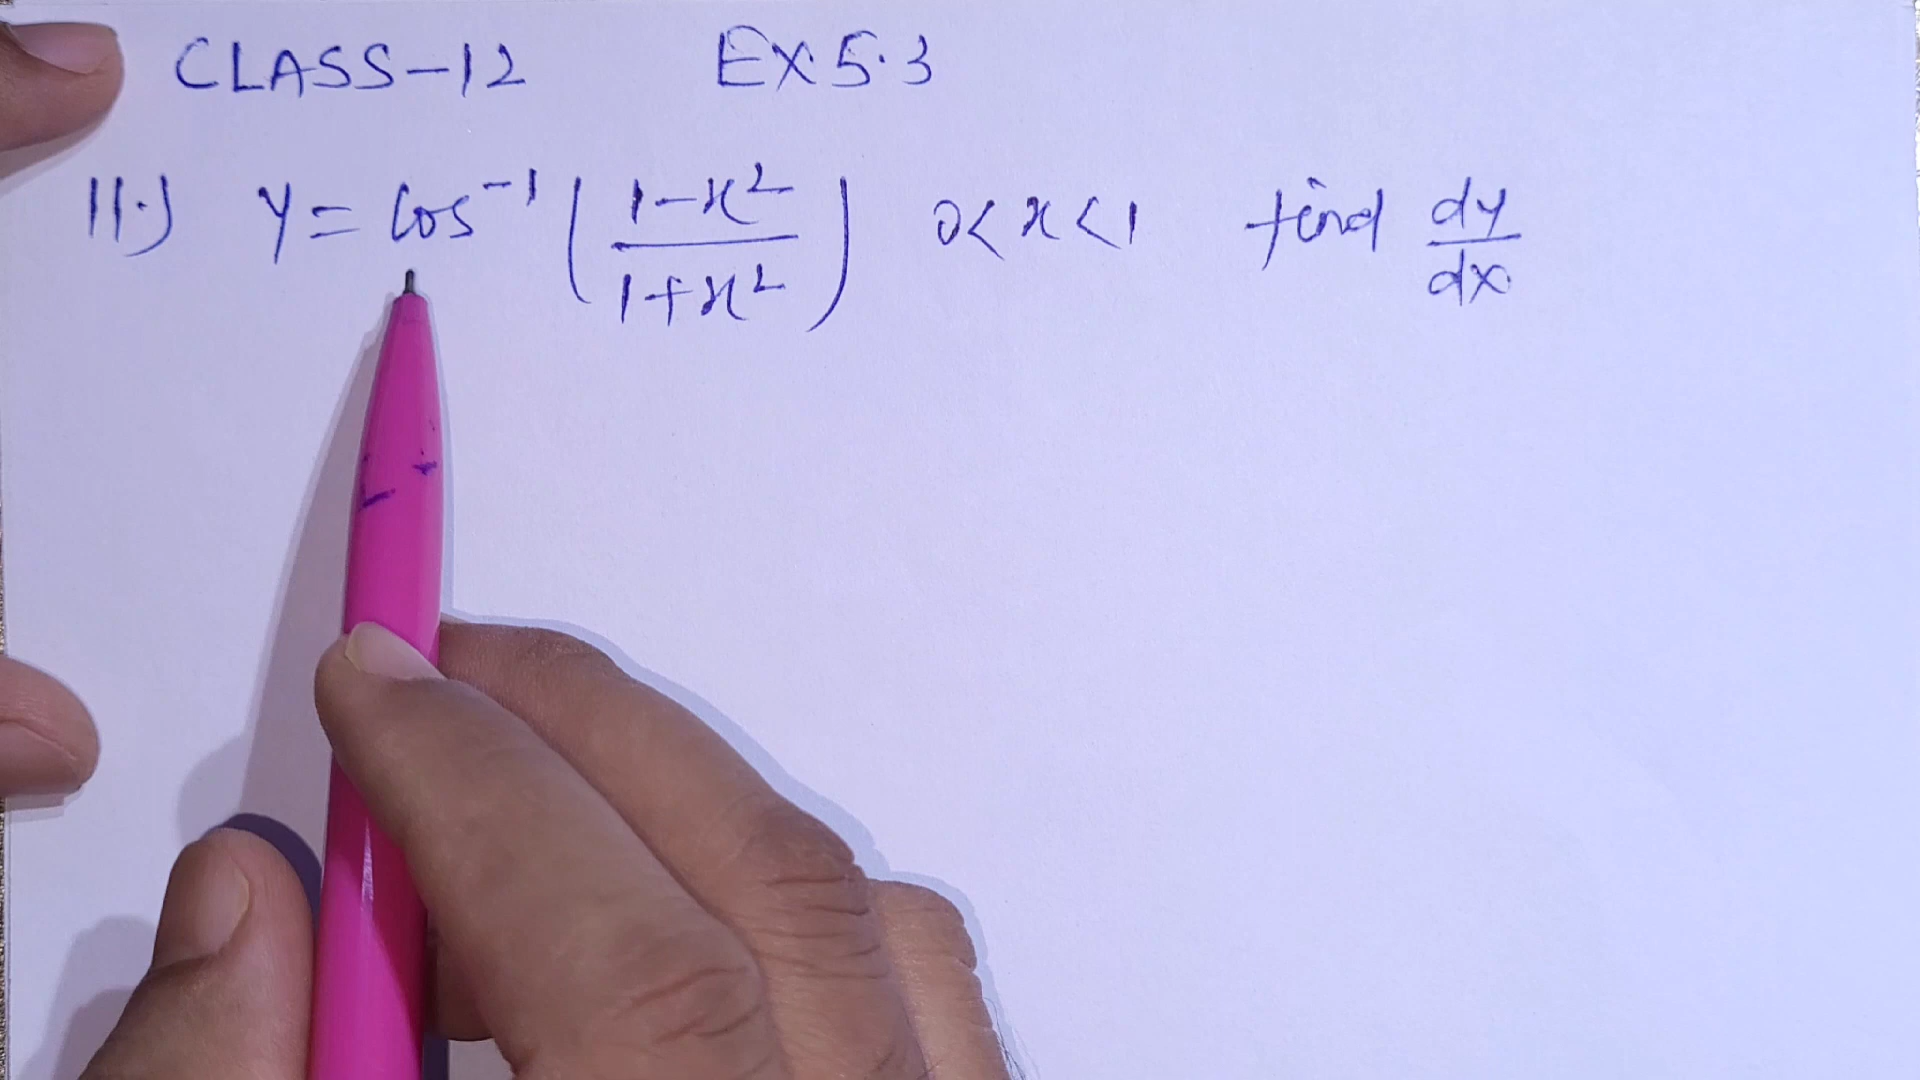 CLASS-12 EX 5.3
11.) y = cos⁻¹ ( (1-x²)/(1+x²) ) 0<x<1 find dy/dx